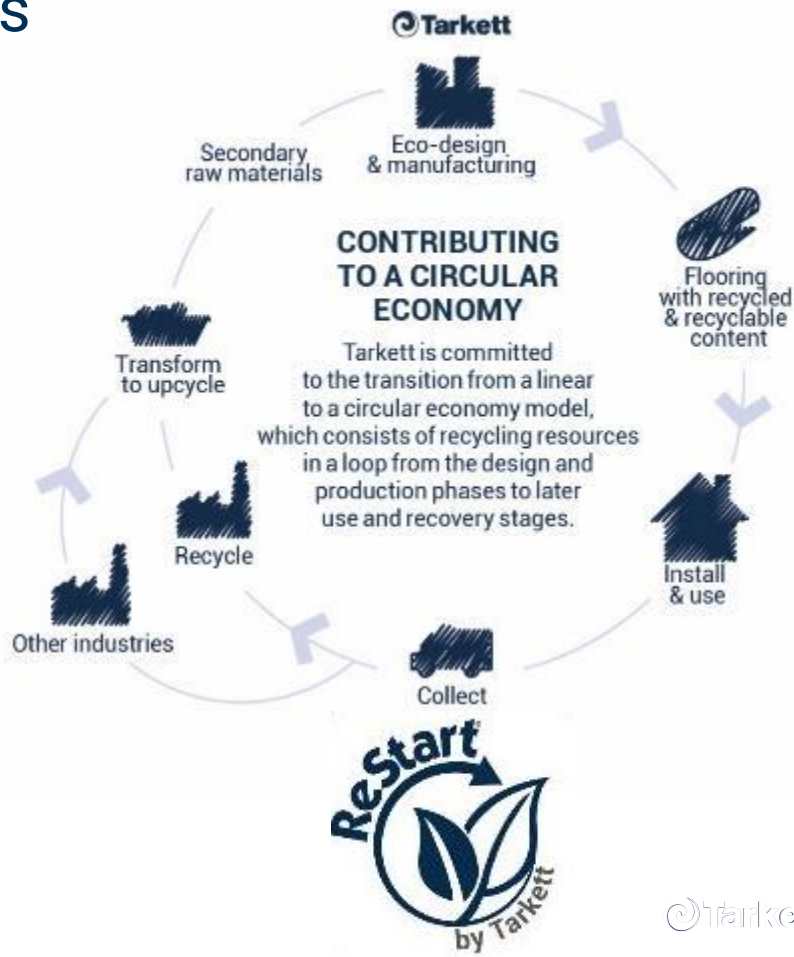 S
Tarkett
Eco-design
& manufacturing
Secondary
raw materials
Flooring
with recycled
& recyclable
content
CONTRIBUTING
TO A CIRCULAR
ECONOMY
Tarkett is committed
to the transition from a linear
to a circular economy model,
which consists of recycling resources
in a loop from the design and
production phases to later
use and recovery stages.
Transform
to upcycle
Recycle
Install
& use
Other industries
Collect
ReStart
by Tarkett
Tarke